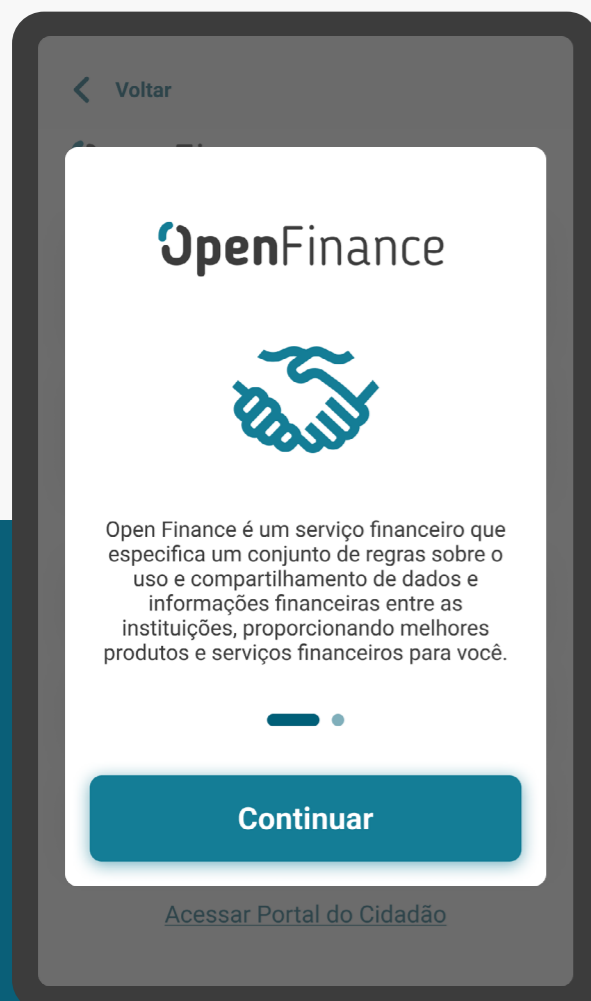 Voltar
OpenFinance
Open Finance é um serviço financeiro que
especifica um conjunto de regras sobre o
uso e compartilhamento de dados e
informações financeiras entre as
instituições, proporcionando melhores
produtos e serviços financeiros para você.
Continuar
Acessar Portal do Cidadão